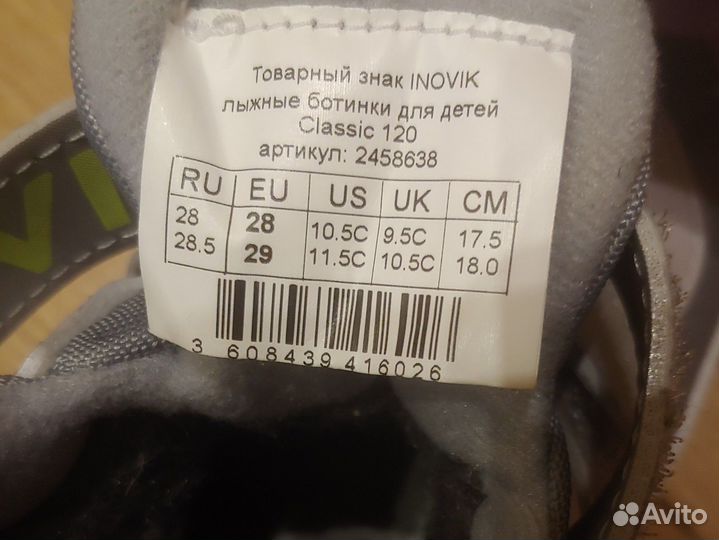 Товарный знак INOVIK
лыжные ботинки для детей
Classic 120
артикул: 2458638
RU EU US UK CM
28 28 10.5C 9.5C 17.5
28.5 29 11.5C 10.5C 18.0
3 608439 416026
VI
Avito